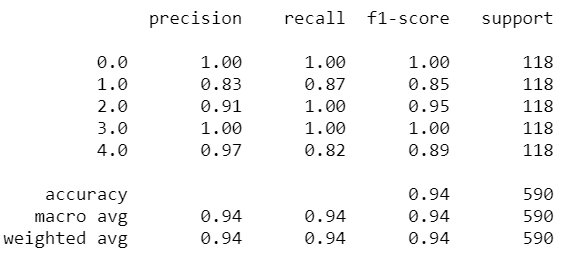 precision recall f1-score support
0.0 1.00 1.00 1.00 118
1.0 0.83 0.87 0.85 118
2.0 0.91 1.00 0.95 118
3.0 1.00 1.00 1.00 118
4.0 0.97 0.82 0.89 118
accuracy 0.94 590
macro avg 0.94 0.94 0.94 590
weighted avg 0.94 0.94 0.94 590